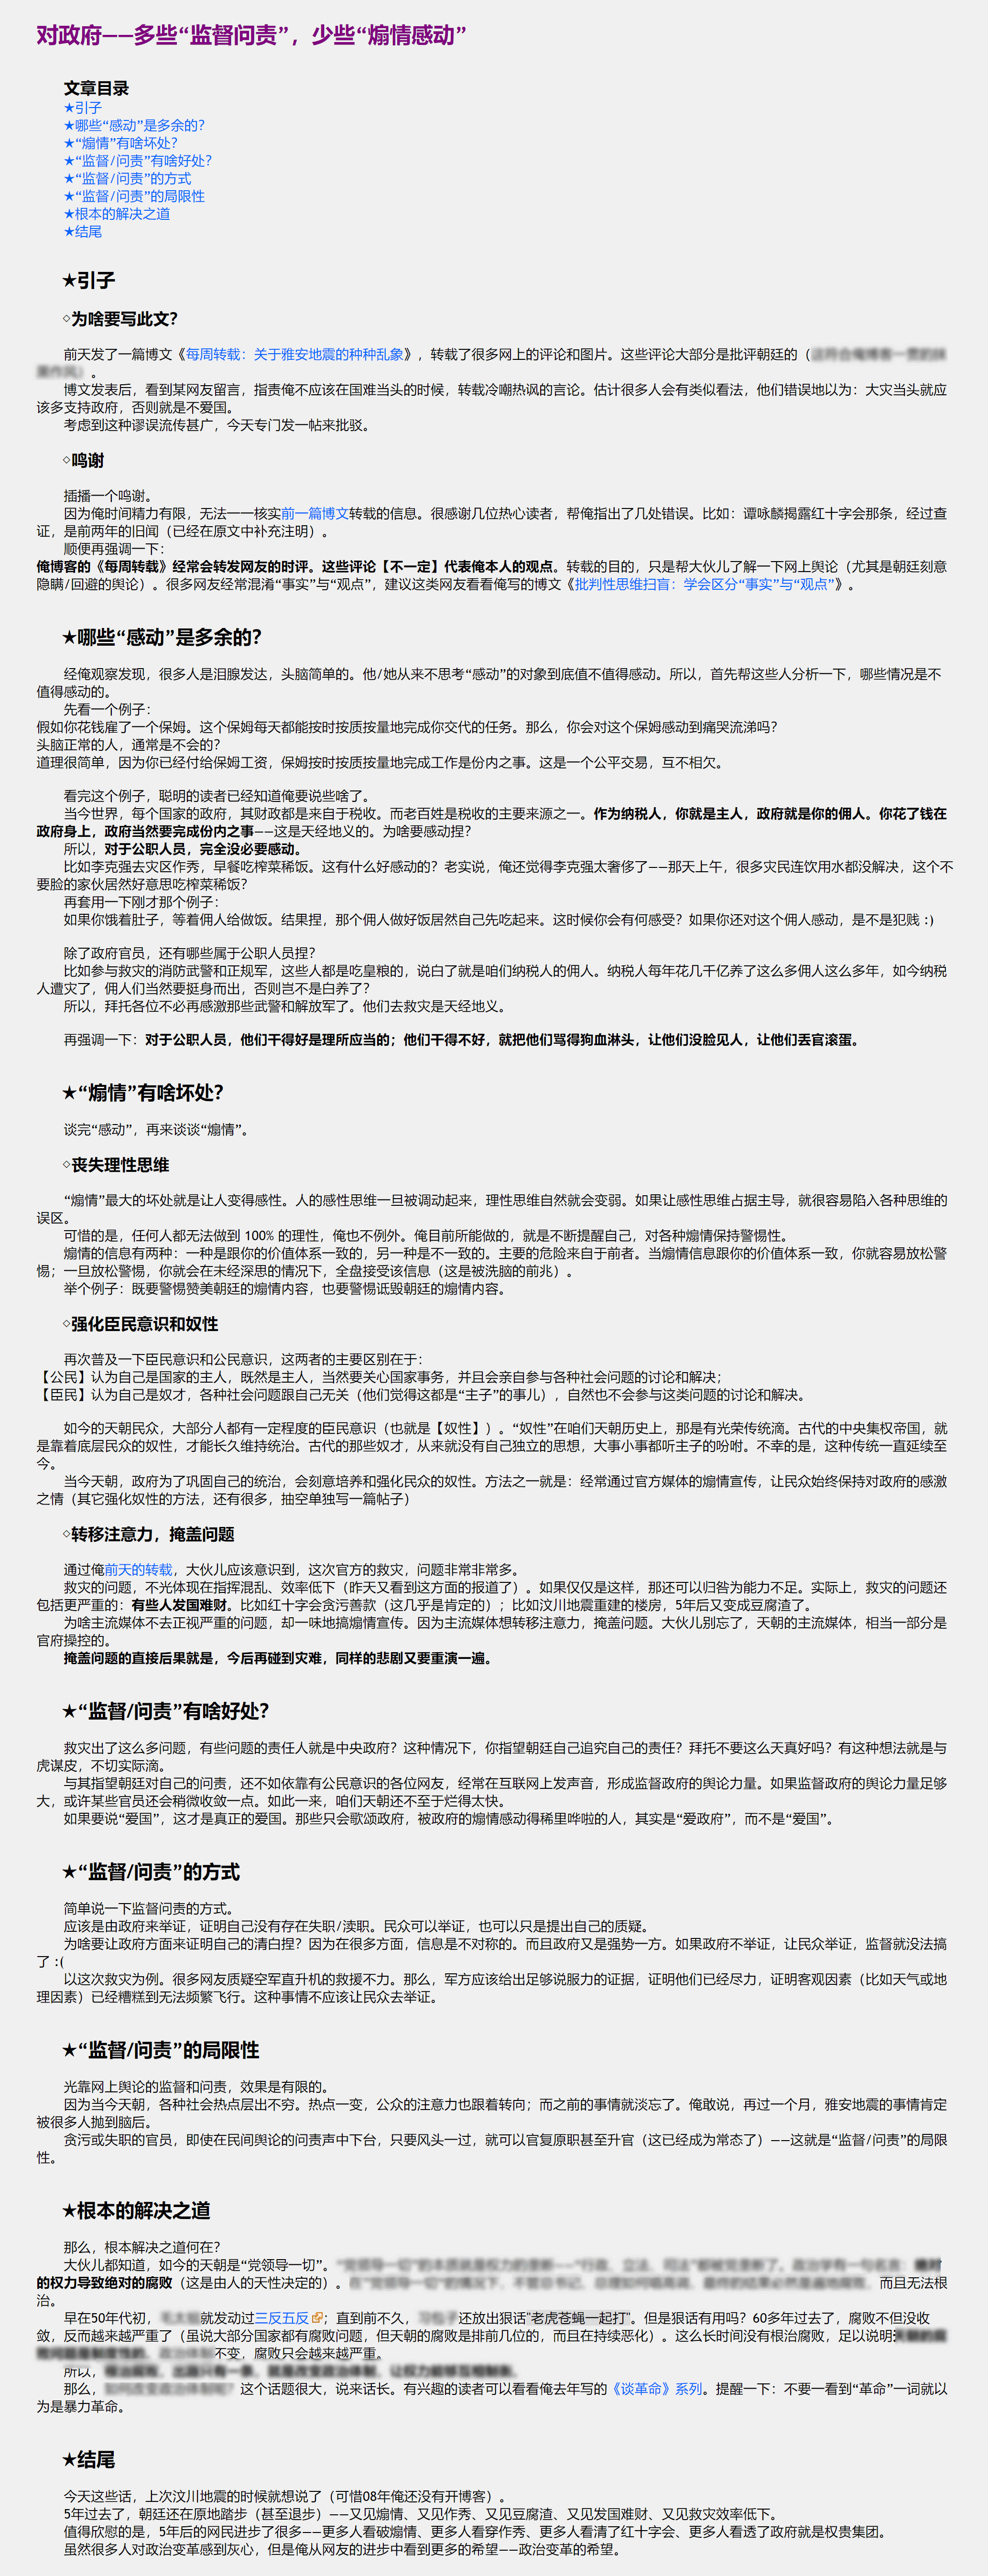 对政府——多些“监督问责”，少些“煽情感动”
文章目录
★引子
★哪些“感动”是多余的？
★“煽情”有啥坏处？
★“监督/问责”有啥好处？
★“监督/问责”的方式
★“监督/问责”的局限性
★根本的解决之道
★结尾
★引子
◇为啥要写此文？
前天发了一篇博文《每周转载：关于雅安地震的种种乱象》，转载了很多网上的评论和图片。这些评论大部分是批评朝廷的（
）。
博文发表后，看到某网友留言，指责俺不应该在国难当头的时候，转载冷嘲热讽的言论。估计很多人会有类似看法，他们错误地以为：大灾当头就应
该多支持政府，否则就是不爱国。
考虑到这种谬误流传甚广，今天专门发一帖来批驳。
◇鸣谢
插播一个鸣谢。
因为俺时间精力有限，无法一一核实前一篇博文转载的信息。很感谢几位热心读者，帮俺指出了几处错误。比如：谭咏麟揭露红十字会那条，经过查
证，是前两年的旧闻（已经在原文中补充注明）。
顺便再强调一下：
俺博客的《每周转载》经常会转发网友的时评。这些评论【不一定】代表俺本人的观点。转载的目的，只是帮大伙儿了解一下网上舆论（尤其是朝廷刻意
隐瞒/回避的舆论）。很多网友经常混淆“事实”与“观点”，建议这类网友看看俺写的博文《批判性思维扫盲：学会区分“事实”与“观点”》。
★哪些“感动”是多余的？
经俺观察发现，很多人是泪腺发达，头脑简单的。他/她从来不思考“感动”的对象到底值不值得感动。所以，首先帮这些人分析一下，哪些情况是不
值得感动的。
先看一个例子：
假如你花钱雇了一个保姆。这个保姆每天都能按时按质按量地完成你交代的任务。那么，你会对这个保姆感动到痛哭流涕吗？
头脑正常的人，通常是不会的？
道理很简单，因为你已经付给保姆工资，保姆按时按质按量地完成工作是份内之事。这是一个公平交易，互不相欠。
看完这个例子，聪明的读者已经知道俺要说些啥了。
当今世界，每个国家的政府，其财政都是来自于税收。而老百姓是税收的主要来源之一。作为纳税人，你就是主人，政府就是你的佣人。你花了钱在
政府身上，政府当然要完成份内之事——这是天经地义的。为啥要感动捏？
所以，对于公职人员，完全没必要感动。
比如李克强去灾区作秀，早餐吃榨菜稀饭。这有什么好感动的？老实说，俺还觉得李克强太奢侈了——那天上午，很多灾民连饮用水都没解决，这个不
要脸的家伙居然好意思吃榨菜稀饭？
再套用一下刚才那个例子：
如果你饿着肚子，等着佣人给做饭。结果捏，那个佣人做好饭居然自己先吃起来。这时候你会有何感受？如果你还对这个佣人感动，是不是犯贱 :)
除了政府官员，还有哪些属于公职人员捏？
比如参与救灾的消防武警和正规军，这些人都是吃皇粮的，说白了就是咱们纳税人的佣人。纳税人每年花几千亿养了这么多佣人这么多年，如今纳税
人遭灾了，佣人们当然要挺身而出，否则岂不是白养了？
所以，拜托各位不必再感激那些武警和解放军了。他们去救灾是天经地义。
再强调一下：对于公职人员，他们干得好是理所应当的；他们干得不好，就把他们骂得狗血淋头，让他们没脸见人，让他们丢官滚蛋。
★“煽情”有啥坏处？
谈完“感动”，再来谈谈“煽情”。
◇丧失理性思维
“煽情”最大的坏处就是让人变得感性。人的感性思维一旦被调动起来，理性思维自然就会变弱。如果让感性思维占据主导，就很容易陷入各种思维的
误区。
可惜的是，任何人都无法做到 100% 的理性，俺也不例外。俺目前所能做的，就是不断提醒自己，对各种煽情保持警惕性。
煽情的信息有两种：一种是跟你的价值体系一致的，另一种是不一致的。主要的危险来自于前者。当煽情信息跟你的价值体系一致，你就容易放松警
惕；一旦放松警惕，你就会在未经深思的情况下，全盘接受该信息（这是被洗脑的前兆）。
举个例子：既要警惕赞美朝廷的煽情内容，也要警惕诋毁朝廷的煽情内容。
◇强化臣民意识和奴性
再次普及一下臣民意识和公民意识，这两者的主要区别在于：
【公民】认为自己是国家的主人，既然是主人，当然要关心国家事务，并且会亲自参与各种社会问题的讨论和解决；
【臣民】认为自己是奴才，各种社会问题跟自己无关（他们觉得这都是“主子”的事儿），自然也不会参与这类问题的讨论和解决。
如今的天朝民众，大部分人都有一定程度的臣民意识（也就是【奴性】）。“奴性”在咱们天朝历史上，那是有光荣传统滴。古代的中央集权帝国，就
是靠着底层民众的奴性，才能长久维持统治。古代的那些奴才，从来就没有自己独立的思想，大事小事都听主子的吩咐。不幸的是，这种传统一直延续至
今。
当今天朝，政府为了巩固自己的统治，会刻意培养和强化民众的奴性。方法之一就是：经常通过官方媒体的煽情宣传，让民众始终保持对政府的感激
之情（其它强化奴性的方法，还有很多，抽空单独写一篇帖子）
◇转移注意力，掩盖问题
通过俺前天的转载，大伙儿应该意识到，这次官方的救灾，问题非常非常多。
救灾的问题，不光体现在指挥混乱、效率低下（昨天又看到这方面的报道了）。如果仅仅是这样，那还可以归咎为能力不足。实际上，救灾的问题还
包括更严重的：有些人发国难财。比如红十字会贪污善款（这几乎是肯定的）；比如汶川地震重建的楼房，5年后又变成豆腐渣了。
为啥主流媒体不去正视严重的问题，却一味地搞煽情宣传。因为主流媒体想转移注意力，掩盖问题。大伙儿别忘了，天朝的主流媒体，相当一部分是
官府操控的。
掩盖问题的直接后果就是，今后再碰到灾难，同样的悲剧又要重演一遍。
★“监督/问责”有啥好处？
救灾出了这么多问题，有些问题的责任人就是中央政府？这种情况下，你指望朝廷自己追究自己的责任？拜托不要这么天真好吗？有这种想法就是与
虎谋皮，不切实际滴。
与其指望朝廷对自己的问责，还不如依靠有公民意识的各位网友，经常在互联网上发声音，形成监督政府的舆论力量。如果监督政府的舆论力量足够
大，或许某些官员还会稍微收敛一点。如此一来，咱们天朝还不至于烂得太快。
如果要说“爱国”，这才是真正的爱国。那些只会歌颂政府，被政府的煽情感动得稀里哗啦的人，其实是“爱政府”，而不是“爱国”。
★“监督/问责”的方式
简单说一下监督问责的方式。
应该是由政府来举证，证明自己没有存在失职/渎职。民众可以举证，也可以只是提出自己的质疑。
为啥要让政府方面来证明自己的清白捏？因为在很多方面，信息是不对称的。而且政府又是强势一方。如果政府不举证，让民众举证，监督就没法搞
了 :(
以这次救灾为例。很多网友质疑空军直升机的救援不力。那么，军方应该给出足够说服力的证据，证明他们已经尽力，证明客观因素（比如天气或地
理因素）已经糟糕到无法频繁飞行。这种事情不应该让民众去举证。
★“监督/问责”的局限性
光靠网上舆论的监督和问责，效果是有限的。
因为当今天朝，各种社会热点层出不穷。热点一变，公众的注意力也跟着转向；而之前的事情就淡忘了。俺敢说，再过一个月，雅安地震的事情肯定
被很多人抛到脑后。
贪污或失职的官员，即使在民间舆论的问责声中下台，只要风头一过，就可以官复原职甚至升官（这已经成为常态了）——这就是“监督/问责”的局限
性。
★根本的解决之道
那么，根本解决之道何在？
大伙儿都知道，如今的天朝是“党领导一切”。
的权力导致绝对的腐败（这是由人的天性决定的）。而且无法根
治。
早在50年代初，就发动过三反五反；直到前不久，还放出狠话"老虎苍蝇一起打"。但是狠话有用吗？60多年过去了，腐败不但没收
敛，反而越来越严重了（虽说大部分国家都有腐败问题，但天朝的腐败是排前几位的，而且在持续恶化）。这么长时间没有根治腐败，足以说明
不变，腐败只会越来越严重。
所以，
那么，这个话题很大，说来话长。有兴趣的读者可以看看俺去年写的《谈革命》系列。提醒一下：不要一看到“革命”一词就以
为是暴力革命。
★结尾
今天这些话，上次汶川地震的时候就想说了（可惜08年俺还没有开博客）。
5年过去了，朝廷还在原地踏步（甚至退步）——又见煽情、又见作秀、又见豆腐渣、又见发国难财、又见救灾效率低下。
值得欣慰的是，5年后的网民进步了很多——更多人看破煽情、更多人看穿作秀、更多人看清了红十字会、更多人看透了政府就是权贵集团。
虽然很多人对政治变革感到灰心，但是俺从网友的进步中看到更多的希望——政治变革的希望。